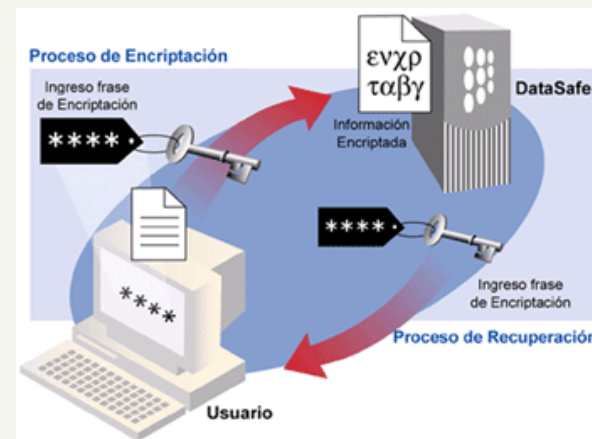 Proceso de Encriptación
Ingreso frase
de Encriptación
****
ενχρ
ταβγ
DataSafe
Información
Encriptada
****
****
Ingreso frase
de Encriptación
Proceso de Recuperación
Usuario